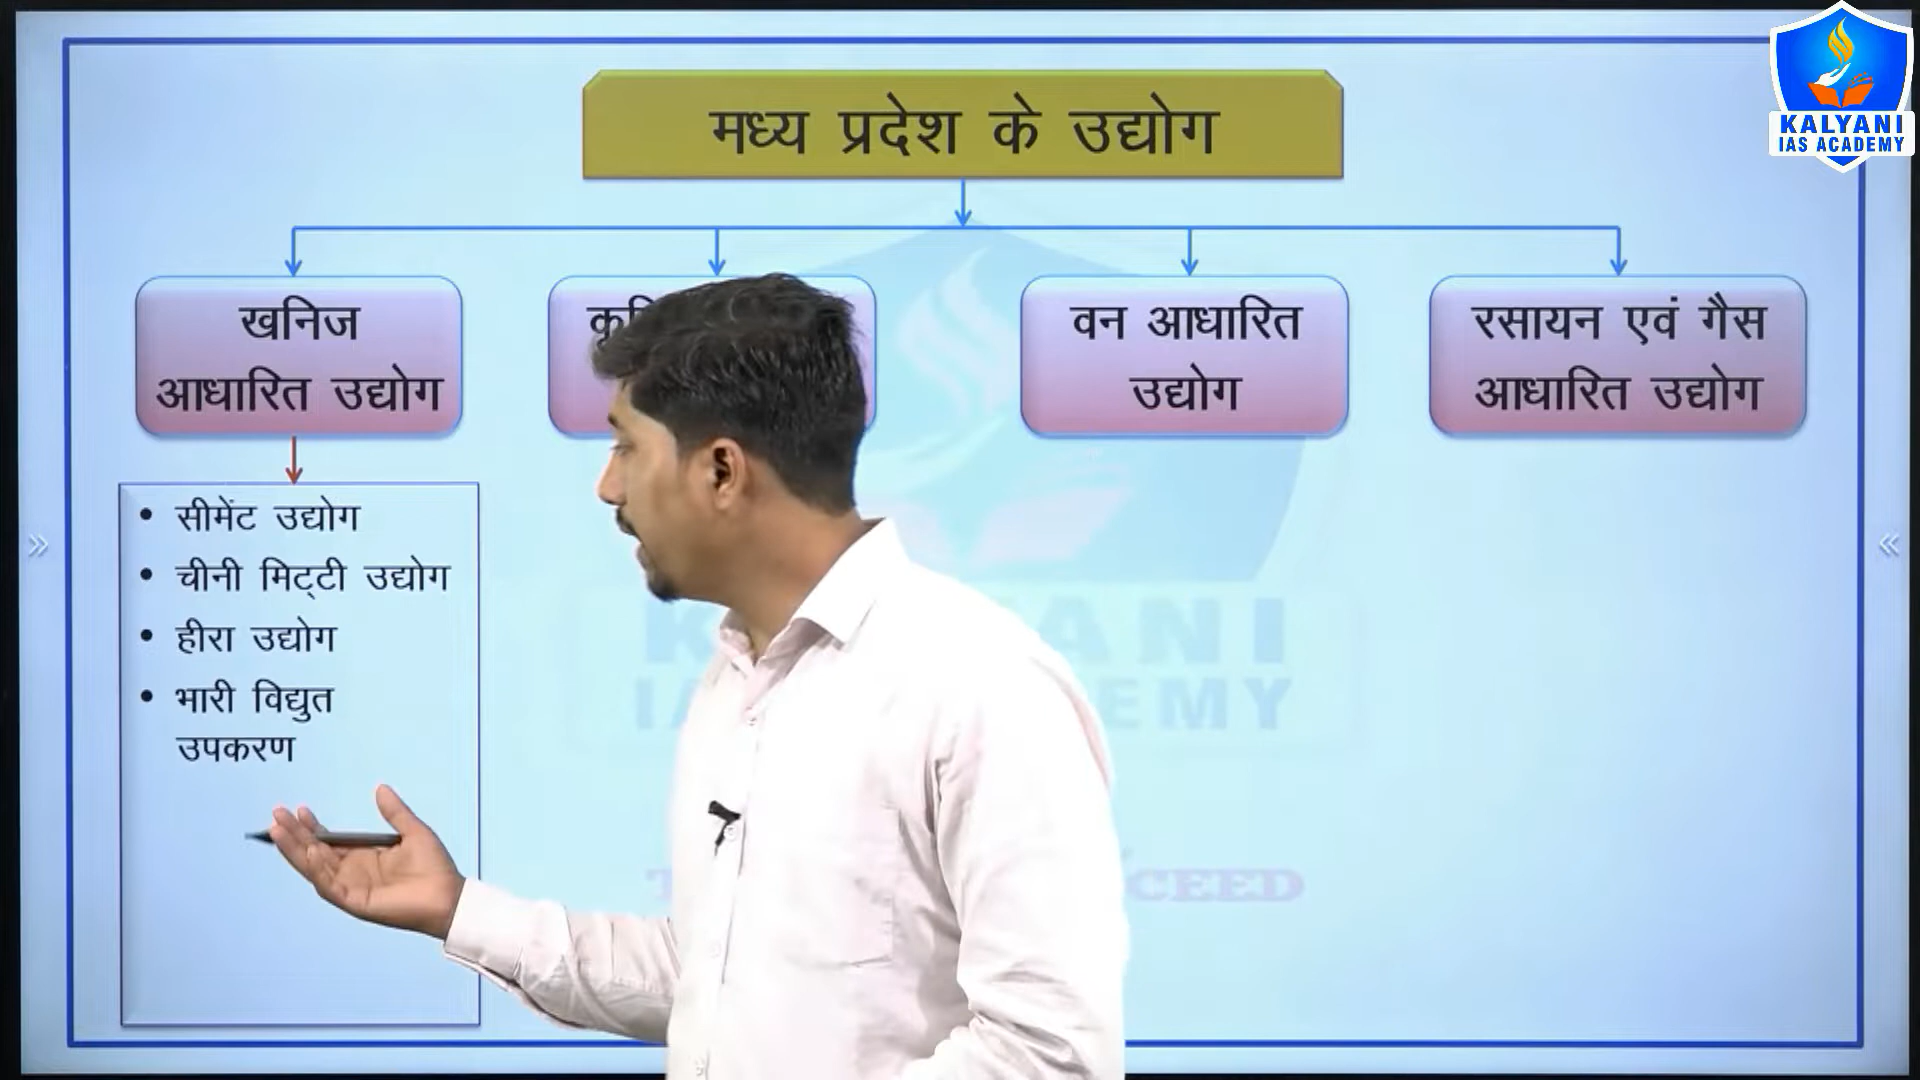 KALYANI
IAS ACADEMY
मध्य प्रदेश के उद्योग
खनिज
आधारित उद्योग
वन आधारित
उद्योग
रसायन एवं गैस
आधारित उद्योग
• सीमेंट उद्योग
• चीनी मिट्टी उद्योग
• हीरा उद्योग
• भारी विद्युत
उपकरण